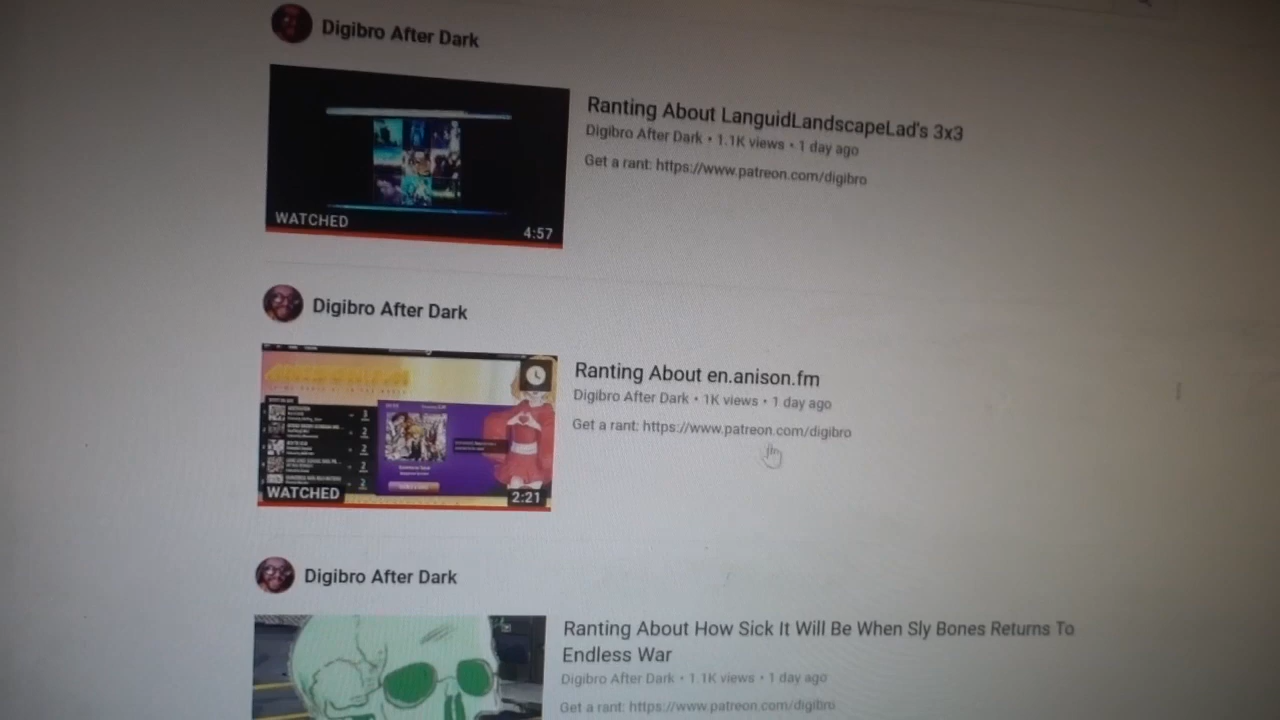 Digibro After Dark
Ranting About LanguidLandscapeLad's 3x3
Digibro After Dark • 1.1K views • 1 day ago
Get a rant: https://www.patreon.com/digibro
WATCHED
4:57
Digibro After Dark
Ranting About en.anison.fm
Digibro After Dark • 1K views • 1 day ago
Get a rant: https://www.patreon.com/digibro
WATCHED
2:21
Digibro After Dark
Ranting About How Sick It Will Be When Sly Bones Returns To
Endless War
Digibro After Dark • 1.1K views • 1 day ago
Get a rant: https://www.patreon.com/digibro